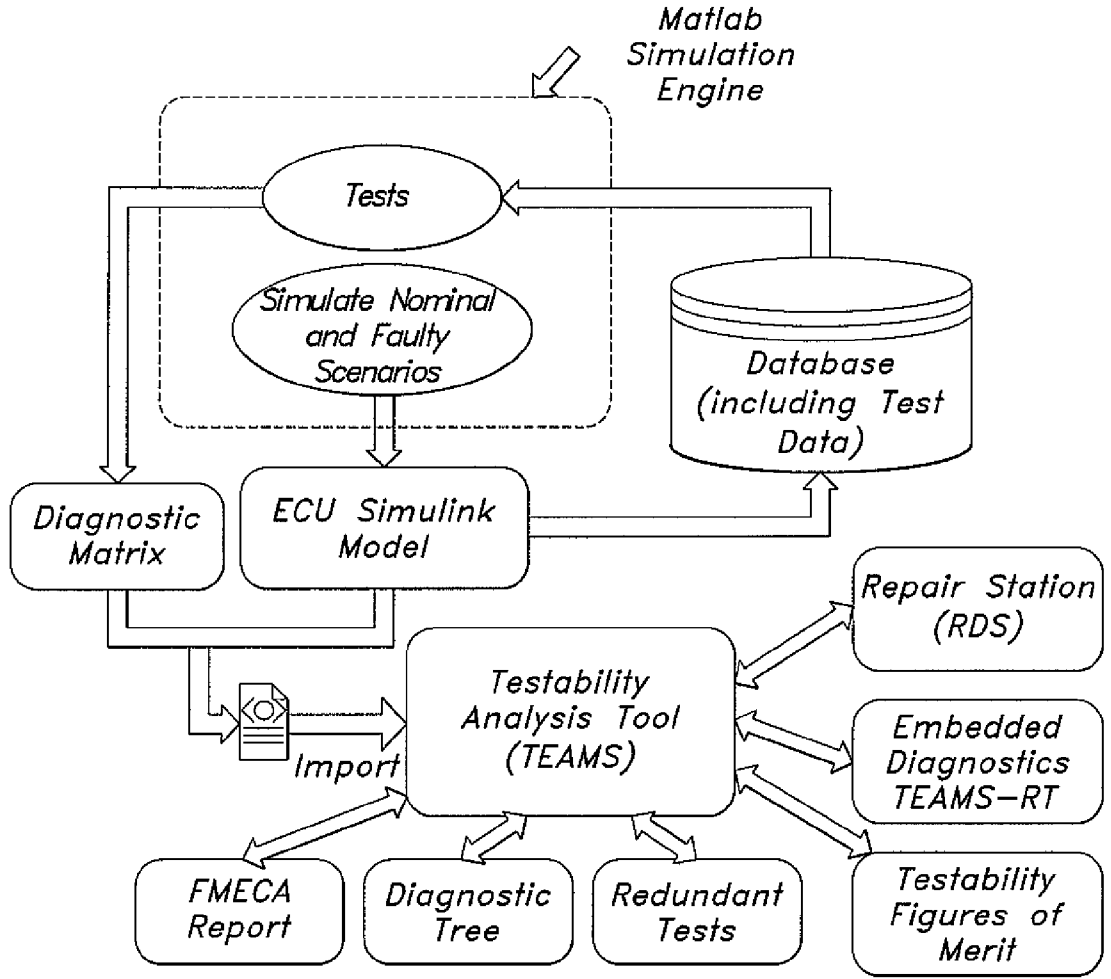 Matlab
Simulation
Engine
Tests
Simulate Nominal
and Faulty
Scenarios
Database
(including Test
Data)
Diagnostic
Matrix
ECU Simulink
Model
Repair Station
(RDS)
Testability
Analysis Tool
(TEAMS)
Embedded
Diagnostics
TEAMS-RT
Import
FMECA
Report
Diagnostic
Tree
Redundant
Tests
Testability
Figures of
Merit